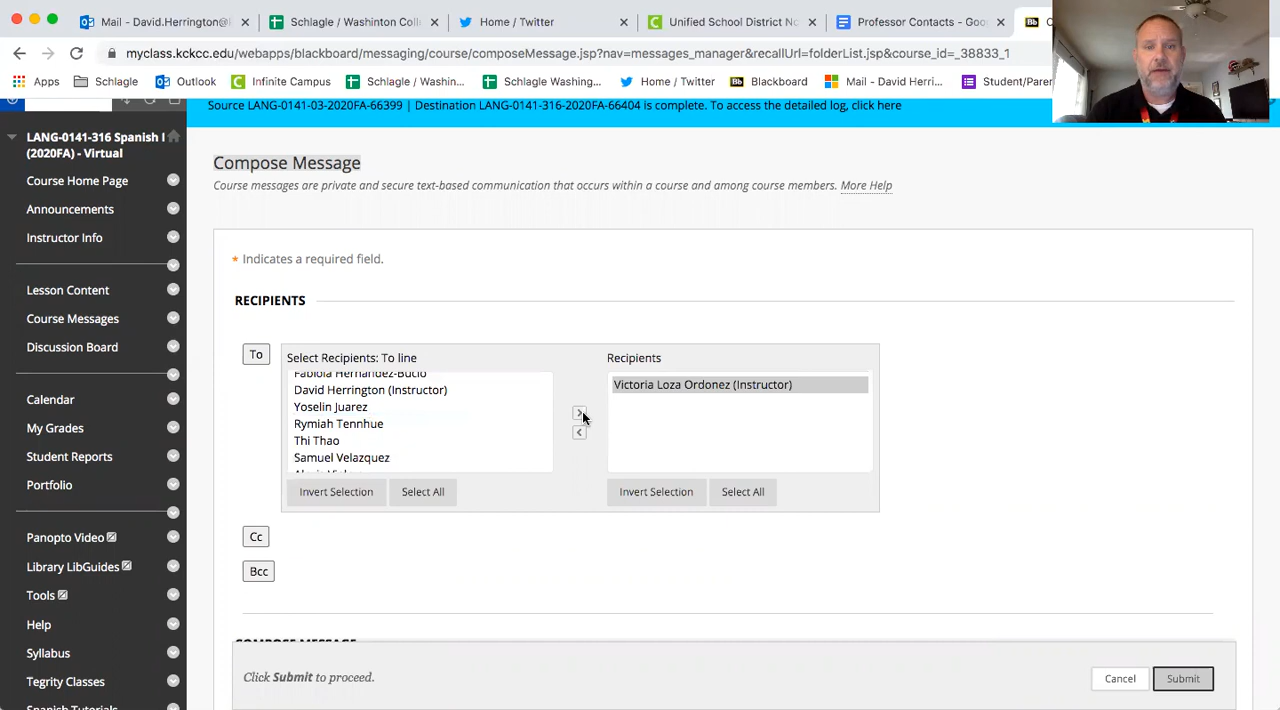 Mail - David.Herrington@
Schlagle / Washinton Coll
Home / Twitter
Unified School District No
Professor Contacts - Goo
myclass.kckcc.edu/webapps/blackboard/messaging/course/composeMessage.jsp?nav=messages_manager&recallUrl=folderList.jsp&course_id=_38833_1
Apps
Schlagle
Outlook
Infinite Campus
Schlagle / Washin...
Schlagle Washing...
Home / Twitter
Blackboard
Mail - David Herri...
Student/Paren
Source LANG-0141-03-2020FA-66399 | Destination LANG-0141-316-2020FA-66404 is complete. To access the detailed log, click here
LANG-0141-316 Spanish I
(2020FA) - Virtual
Course Home Page
Announcements
Instructor Info
Lesson Content
Course Messages
Discussion Board
Calendar
My Grades
Student Reports
Portfolio
Panopto Video
Library LibGuides
Tools
Help
Syllabus
Tegrity Classes
Spanish Tutorials
Compose Message
Course messages are private and secure text-based communication that occurs within a course and among course members. More Help
* Indicates a required field.
RECIPIENTS
To
Select Recipients: To line
Fabiola Hernandez-Bucio
David Herrington (Instructor)
Yoselin Juarez
Rymiah Tennhue
Thi Thao
Samuel Velazquez
Invert Selection
Select All
Recipients
Victoria Loza Ordonez (Instructor)
Invert Selection
Select All
Cc
Bcc
COMPOSE MESSAGE
Click Submit to proceed.
Cancel
Submit